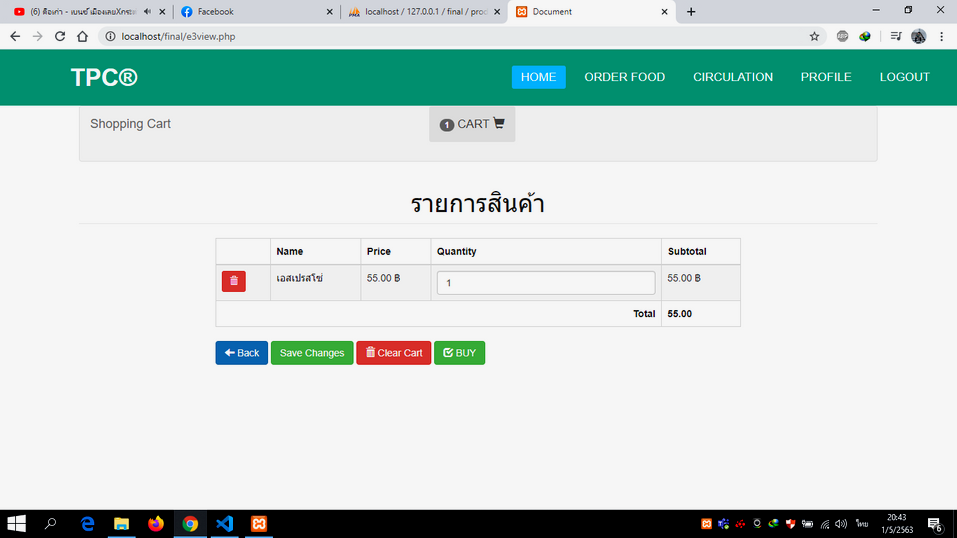 (6) คือเก่า - เบนซ์ เมืองเลยXกระต่
Facebook
localhost / 127.0.0.1 / final / prod
Document
localhost/final/e3view.php
TPC®
HOME
ORDER FOOD
CIRCULATION
PROFILE
LOGOUT
Shopping Cart
1 CART
รายการสินค้า
Name Price Quantity Subtotal
เอสเปรสโซ่ 55.00 ฿ 1 55.00 ฿
Total 55.00
Back
Save Changes
Clear Cart
BUY
ไทย
20:43
1/5/2563
6